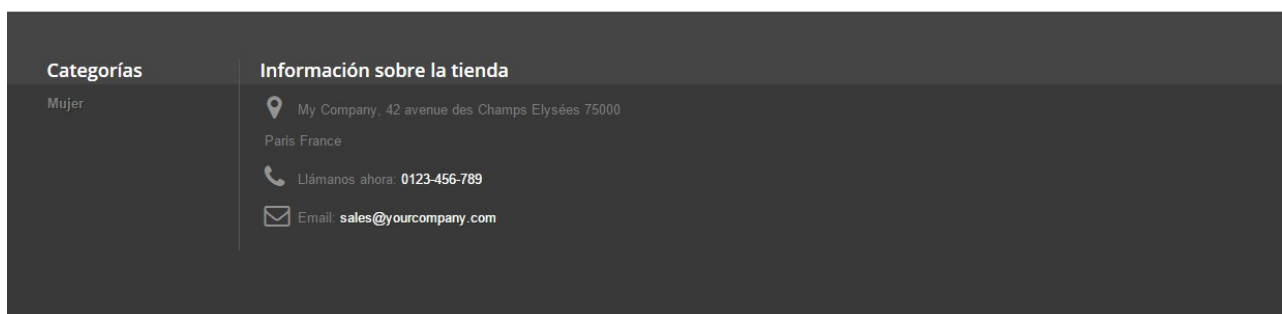 Categorías
Mujer
Información sobre la tienda
My Company, 42 avenue des Champs Elysées 75000
Paris France
Llámanos ahora: 0123-456-789
Email: sales@yourcompany.com